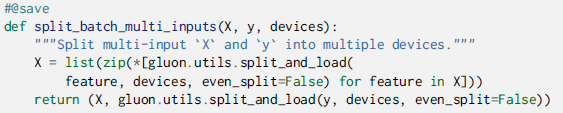 #@save
def split_batch_multi_inputs(X, y, devices):
    """Split multi-input `X` and `y` into multiple devices."""
    X = list(zip(*[gluon.utils.split_and_load(
        feature, devices, even_split=False) for feature in X]))
    return (X, gluon.utils.split_and_load(y, devices, even_split=False))